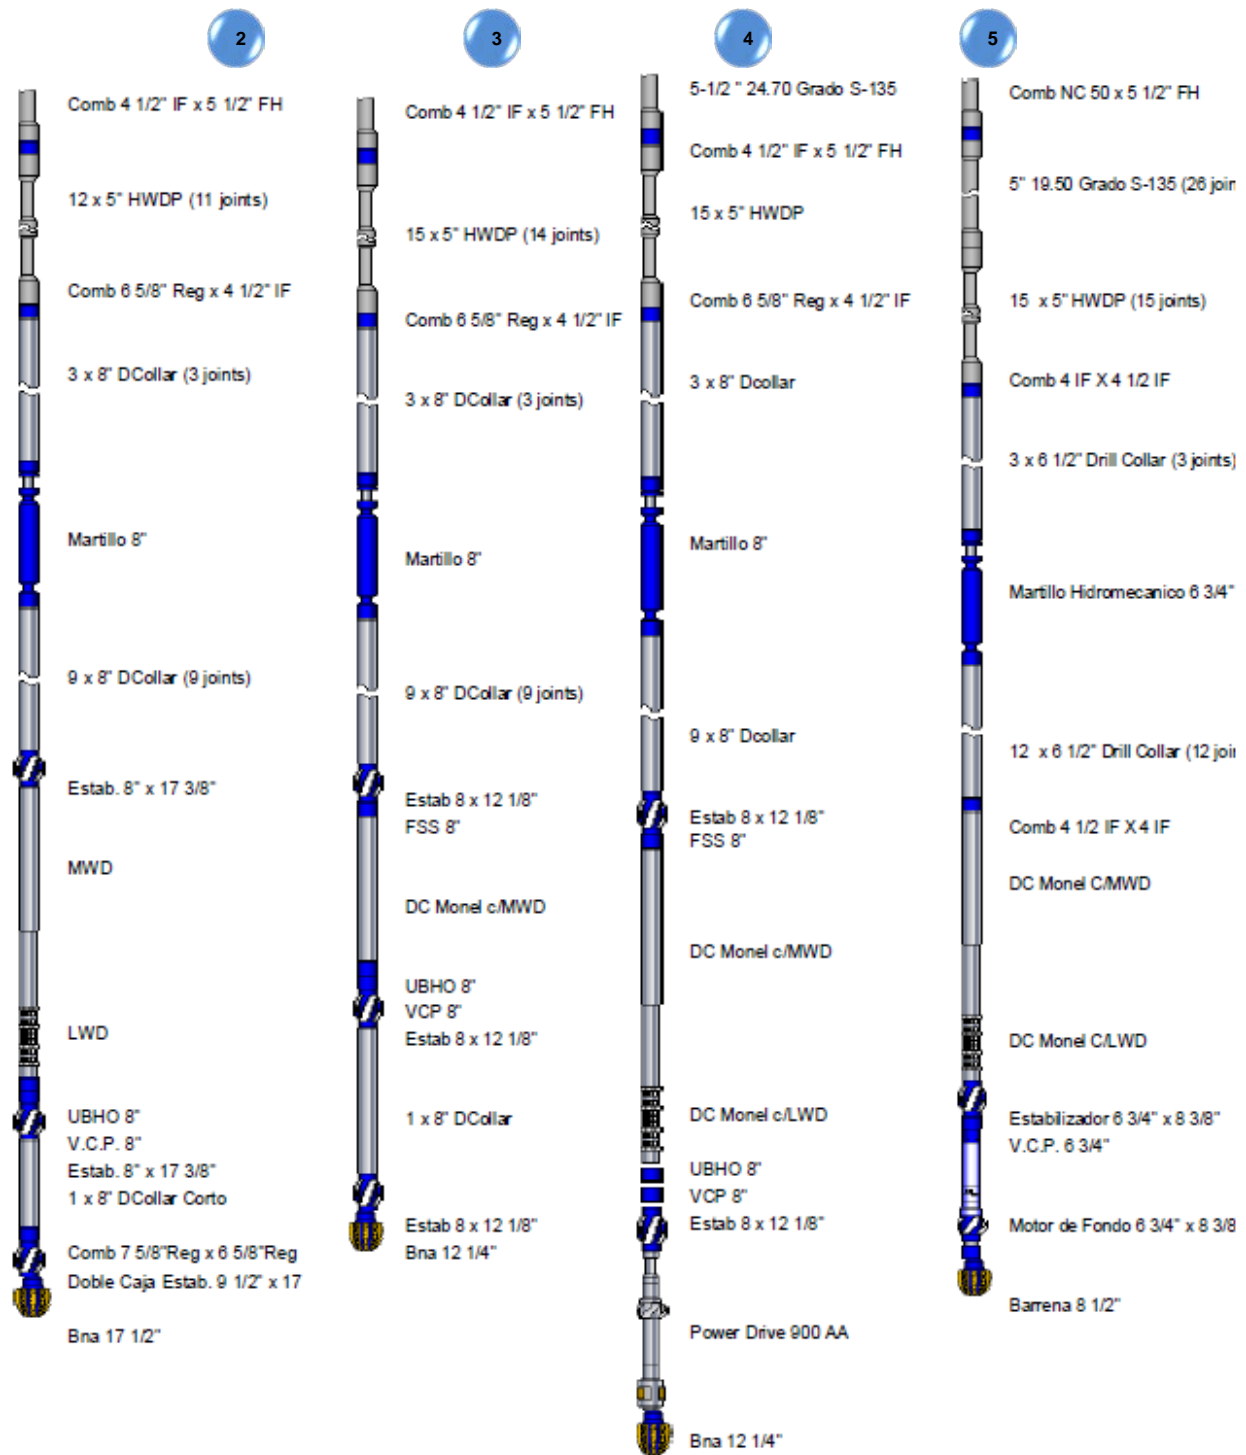 2
Comb 4 1/2" IF x 5 1/2" FH
12 x 5" HWDP (11 joints)
Comb 6 5/8" Reg x 4 1/2" IF
3 x 8" DCollar (3 joints)
Martillo 8"
9 x 8" DCollar (9 joints)
Estab. 8" x 17 3/8"
MWD
LWD
UBHO 8"
V.C.P. 8"
Estab. 8" x 17 3/8"
1 x 8" DCollar Corto
Comb 7 5/8"Reg x 6 5/8"Reg
Doble Caja Estab. 9 1/2" x 17
Bna 17 1/2"
3
Comb 4 1/2" IF x 5 1/2" FH
15 x 5" HWDP (14 joints)
Comb 6 5/8" Reg x 4 1/2" IF
3 x 8" DCollar (3 joints)
Martillo 8"
9 x 8" DCollar (9 joints)
Estab 8 x 12 1/8"
FSS 8"
DC Monel c/MWD
UBHO 8"
VCP 8"
Estab 8 x 12 1/8"
1 x 8" DCollar
Estab 8 x 12 1/8"
Bna 12 1/4"
4
5-1/2 " 24.70 Grado S-135
Comb 4 1/2" IF x 5 1/2" FH
15 x 5" HWDP
Comb 6 5/8" Reg x 4 1/2" IF
3 x 8" Dcollar
Martillo 8"
9 x 8" Dcollar
Estab 8 x 12 1/8"
FSS 8"
DC Monel c/MWD
DC Monel c/LWD
UBHO 8"
VCP 8"
Estab 8 x 12 1/8"
Power Drive 900 AA
Bna 12 1/4"
5
Comb NC 50 x 5 1/2" FH
5" 19.50 Grado S-135 (26 join
15 x 5" HWDP (15 joints)
Comb 4 IF X 4 1/2 IF
3 x 6 1/2" Drill Collar (3 joints)
Martillo Hidromecanico 6 3/4"
12 x 6 1/2" Drill Collar (12 join
Comb 4 1/2 IF X 4 IF
DC Monel C/MWD
DC Monel C/LWD
Estabilizador 6 3/4" x 8 3/8"
V.C.P. 6 3/4"
Motor de Fondo 6 3/4" x 8 3/8
Barrena 8 1/2"